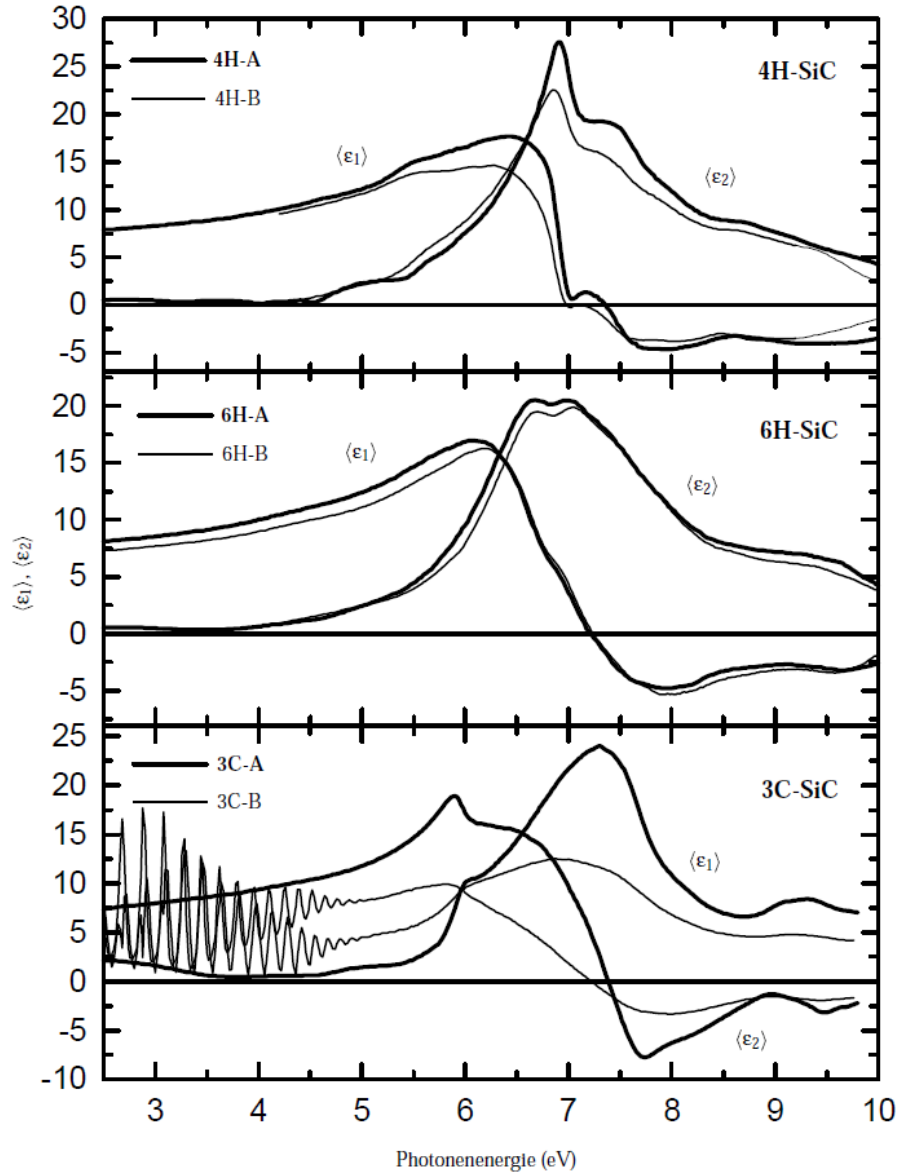 30
25
20
15
10
5
0
-5
4H-A
4H-B
4H-SiC
⟨ε₁⟩
⟨ε₂⟩
20
15
10
5
0
-5
6H-A
6H-B
6H-SiC
⟨ε₁⟩
⟨ε₂⟩
⟨ε₁⟩, ⟨ε₂⟩
25
20
15
10
5
0
-5
-10
3C-A
3C-B
3C-SiC
⟨ε₁⟩
⟨ε₂⟩
3 4 5 6 7 8 9 10
Photonenenergie (eV)